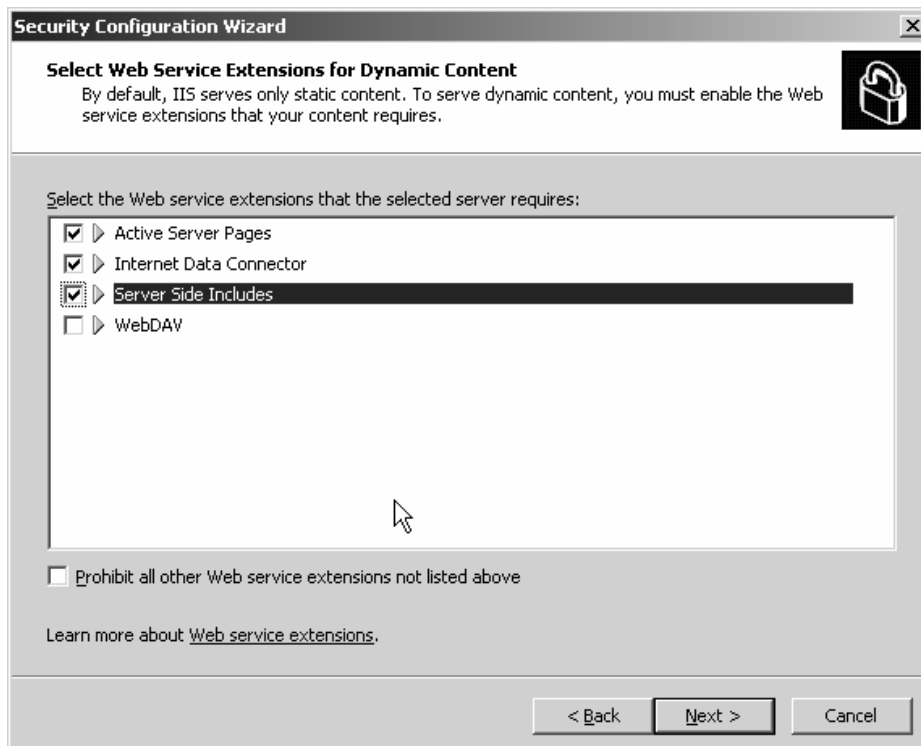 Security Configuration Wizard
Select Web Service Extensions for Dynamic Content
By default, IIS serves only static content. To serve dynamic content, you must enable the Web
service extensions that your content requires.
Select the Web service extensions that the selected server requires:
Active Server Pages
Internet Data Connector
Server Side Includes
WebDAV
Prohibit all other Web service extensions not listed above
Learn more about Web service extensions.
< Back Next > Cancel